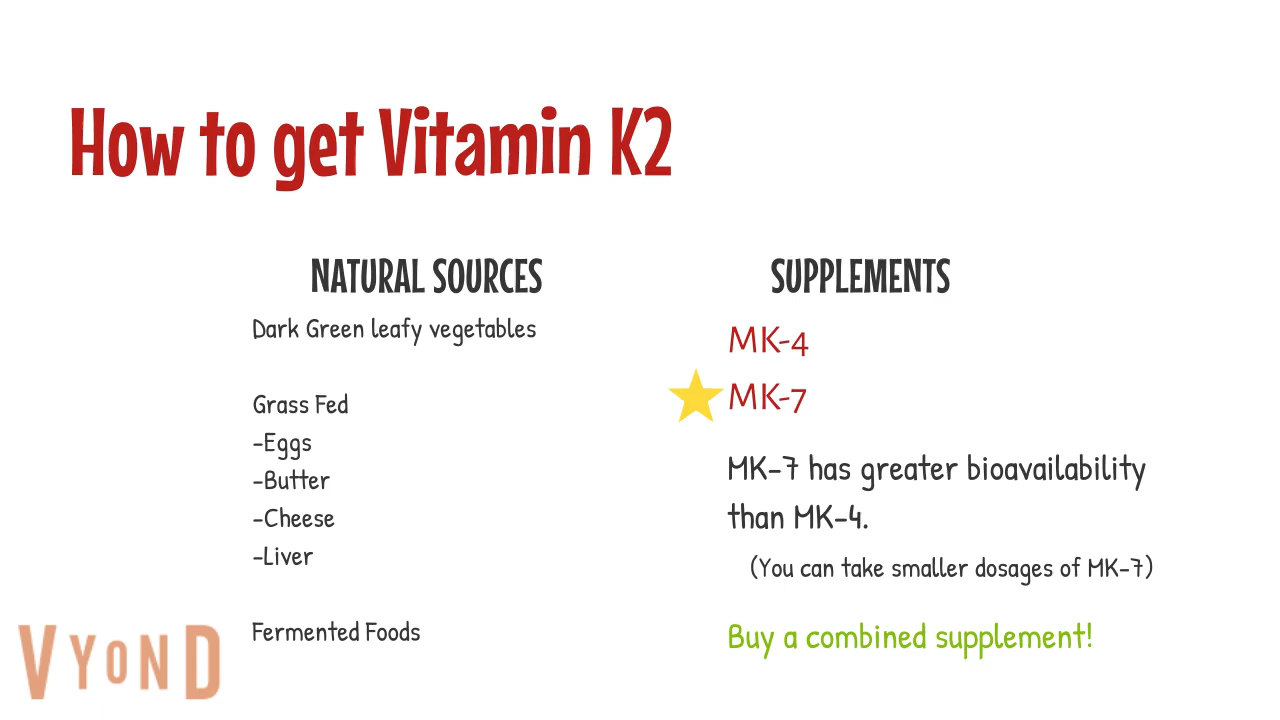 How to get Vitamin K2
NATURAL SOURCES
Dark Green leafy vegetables
Grass Fed
-Eggs
-Butter
-Cheese
-Liver
Fermented Foods
SUPPLEMENTS
MK-4
MK-7
MK-7 has greater bioavailability
than MK-4.
(You can take smaller dosages of MK-7)
Buy a combined supplement!
VYOND